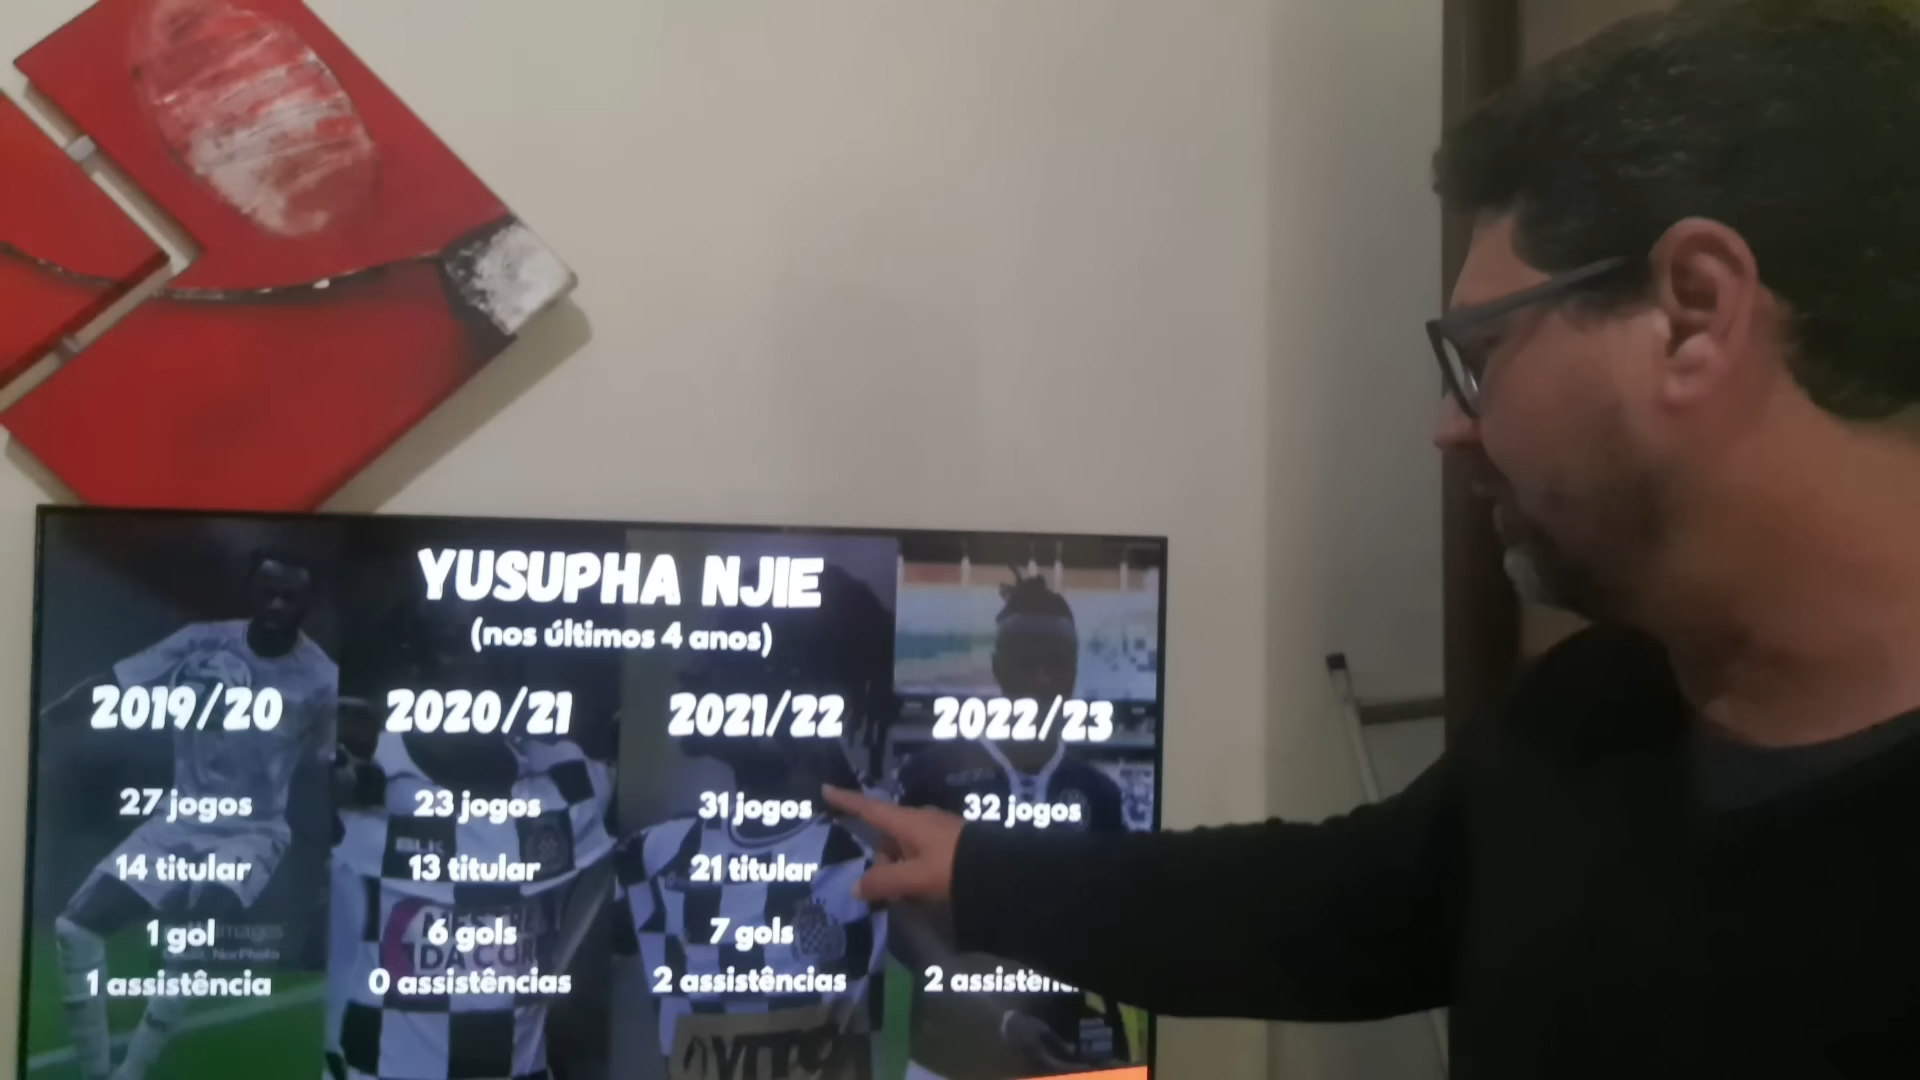 YUSUPHA NJIE
(nos últimos 4 anos)
2019/20
27 jogos
14 titular
1 gol
1 assistência
2020/21
23 jogos
13 titular
6 gols
0 assistências
2021/22
31 jogos
21 titular
7 gols
2 assistências
2022/23
32 jogos
2